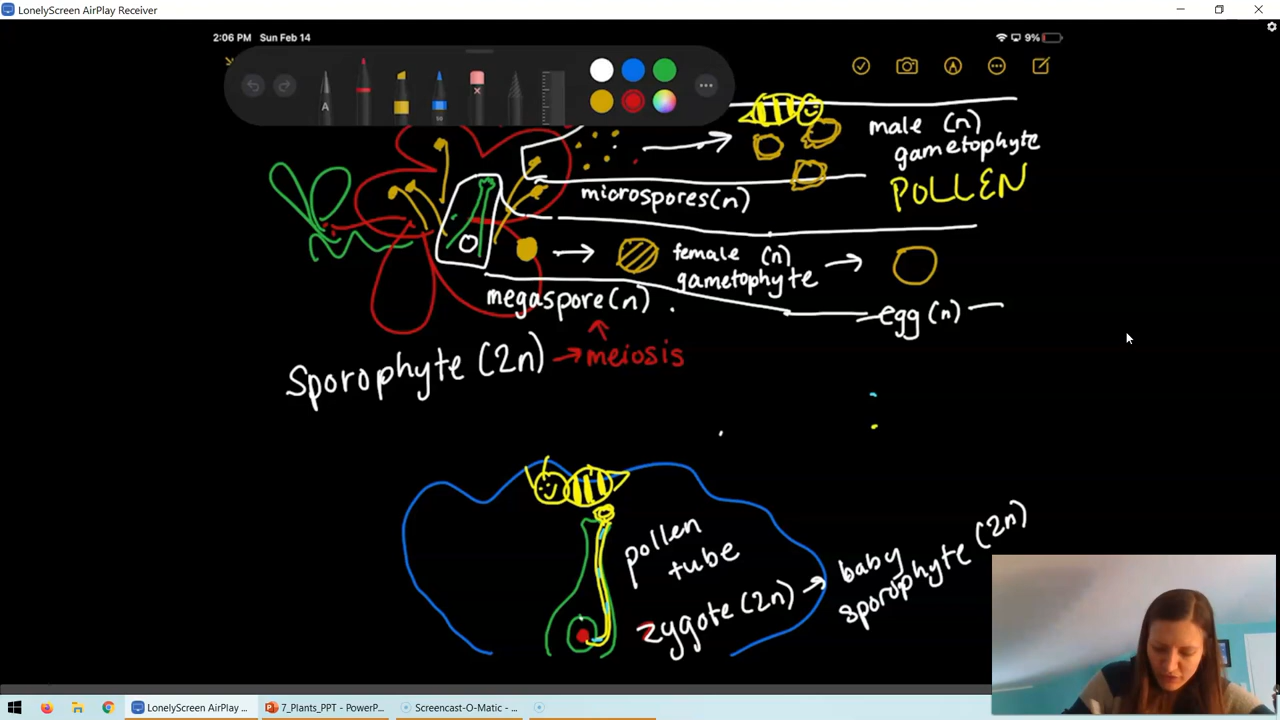 LonelyScreen AirPlay Receiver
2:06 PM Sun Feb 14
9%
A
50
male (n)
gametophyte
POLLEN
microspores(n)
female (n)
gametophyte
megaspore(n)
egg (n)
Sporophyte (2n) → meiosis
pollen
tube
zygote (2n) → baby
sporophyte (2n)
LonelyScreen AirPlay ...
7_Plants_PPT - PowerP...
Screencast-O-Matic - ...